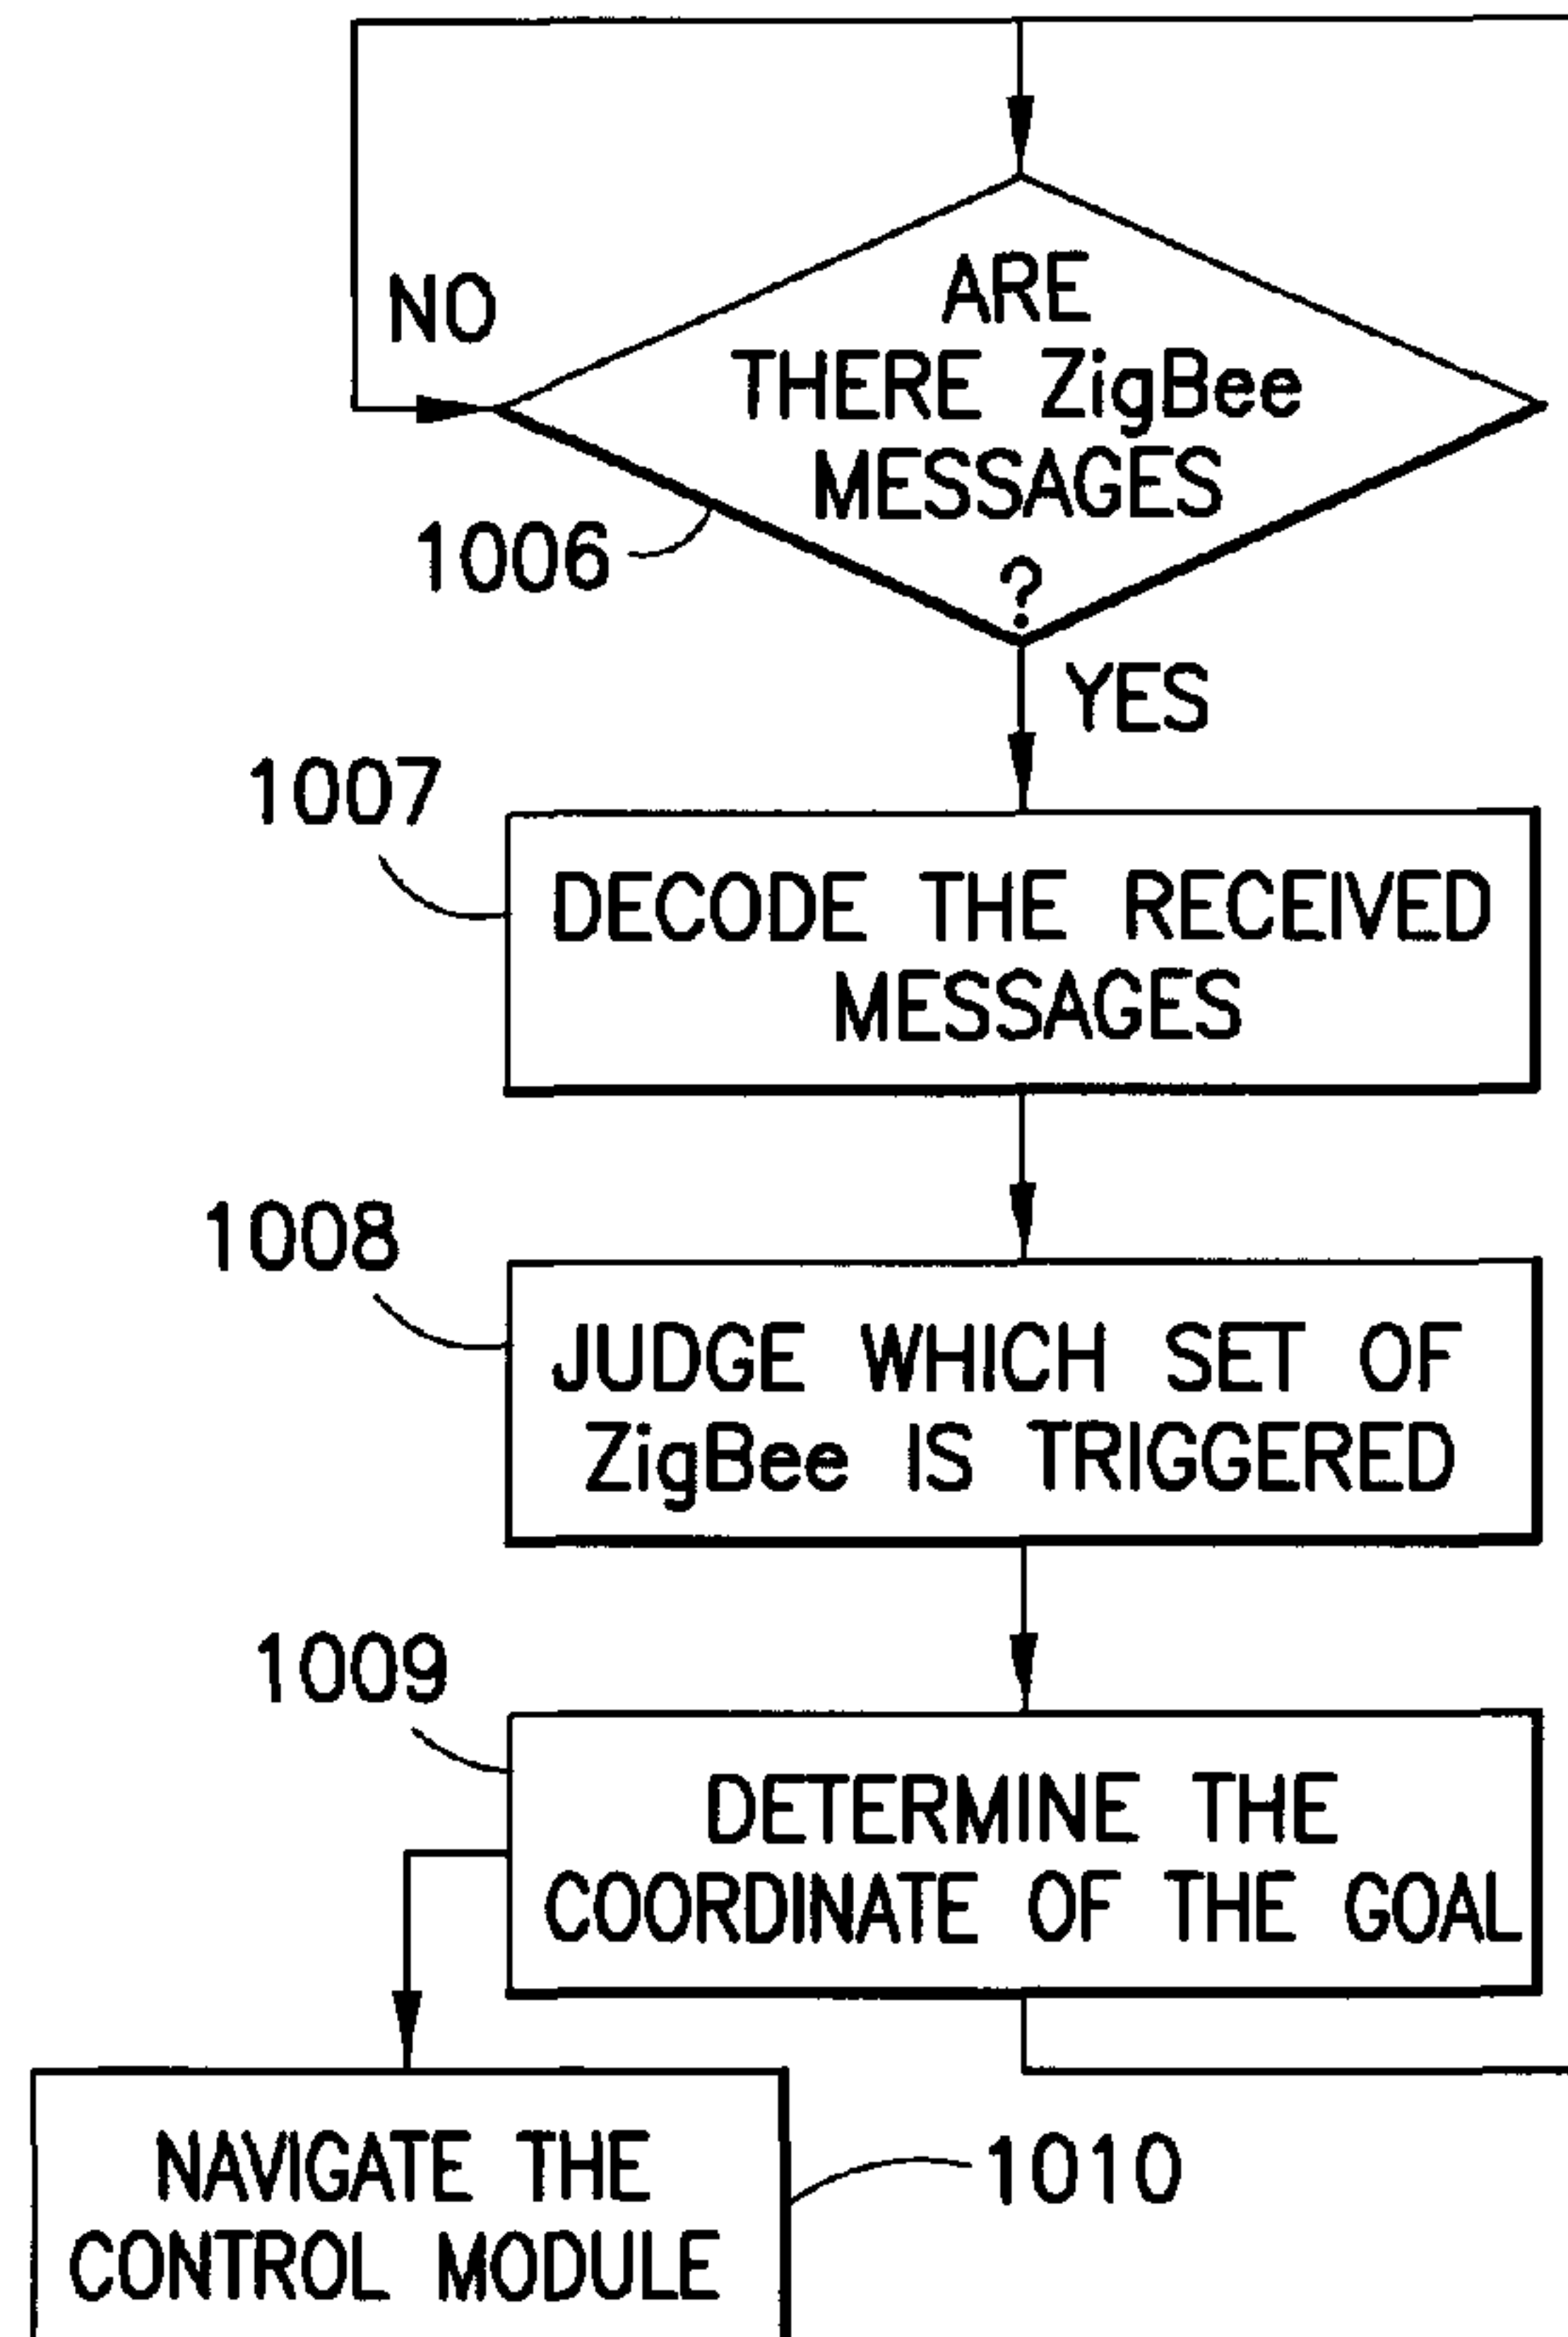 NO
ARE
THERE ZigBee
MESSAGES
?
1006
YES
1007
DECODE THE RECEIVED
MESSAGES
1008
JUDGE WHICH SET OF
ZigBee IS TRIGGERED
1009
DETERMINE THE
COORDINATE OF THE GOAL
NAVIGATE THE
CONTROL MODULE
1010